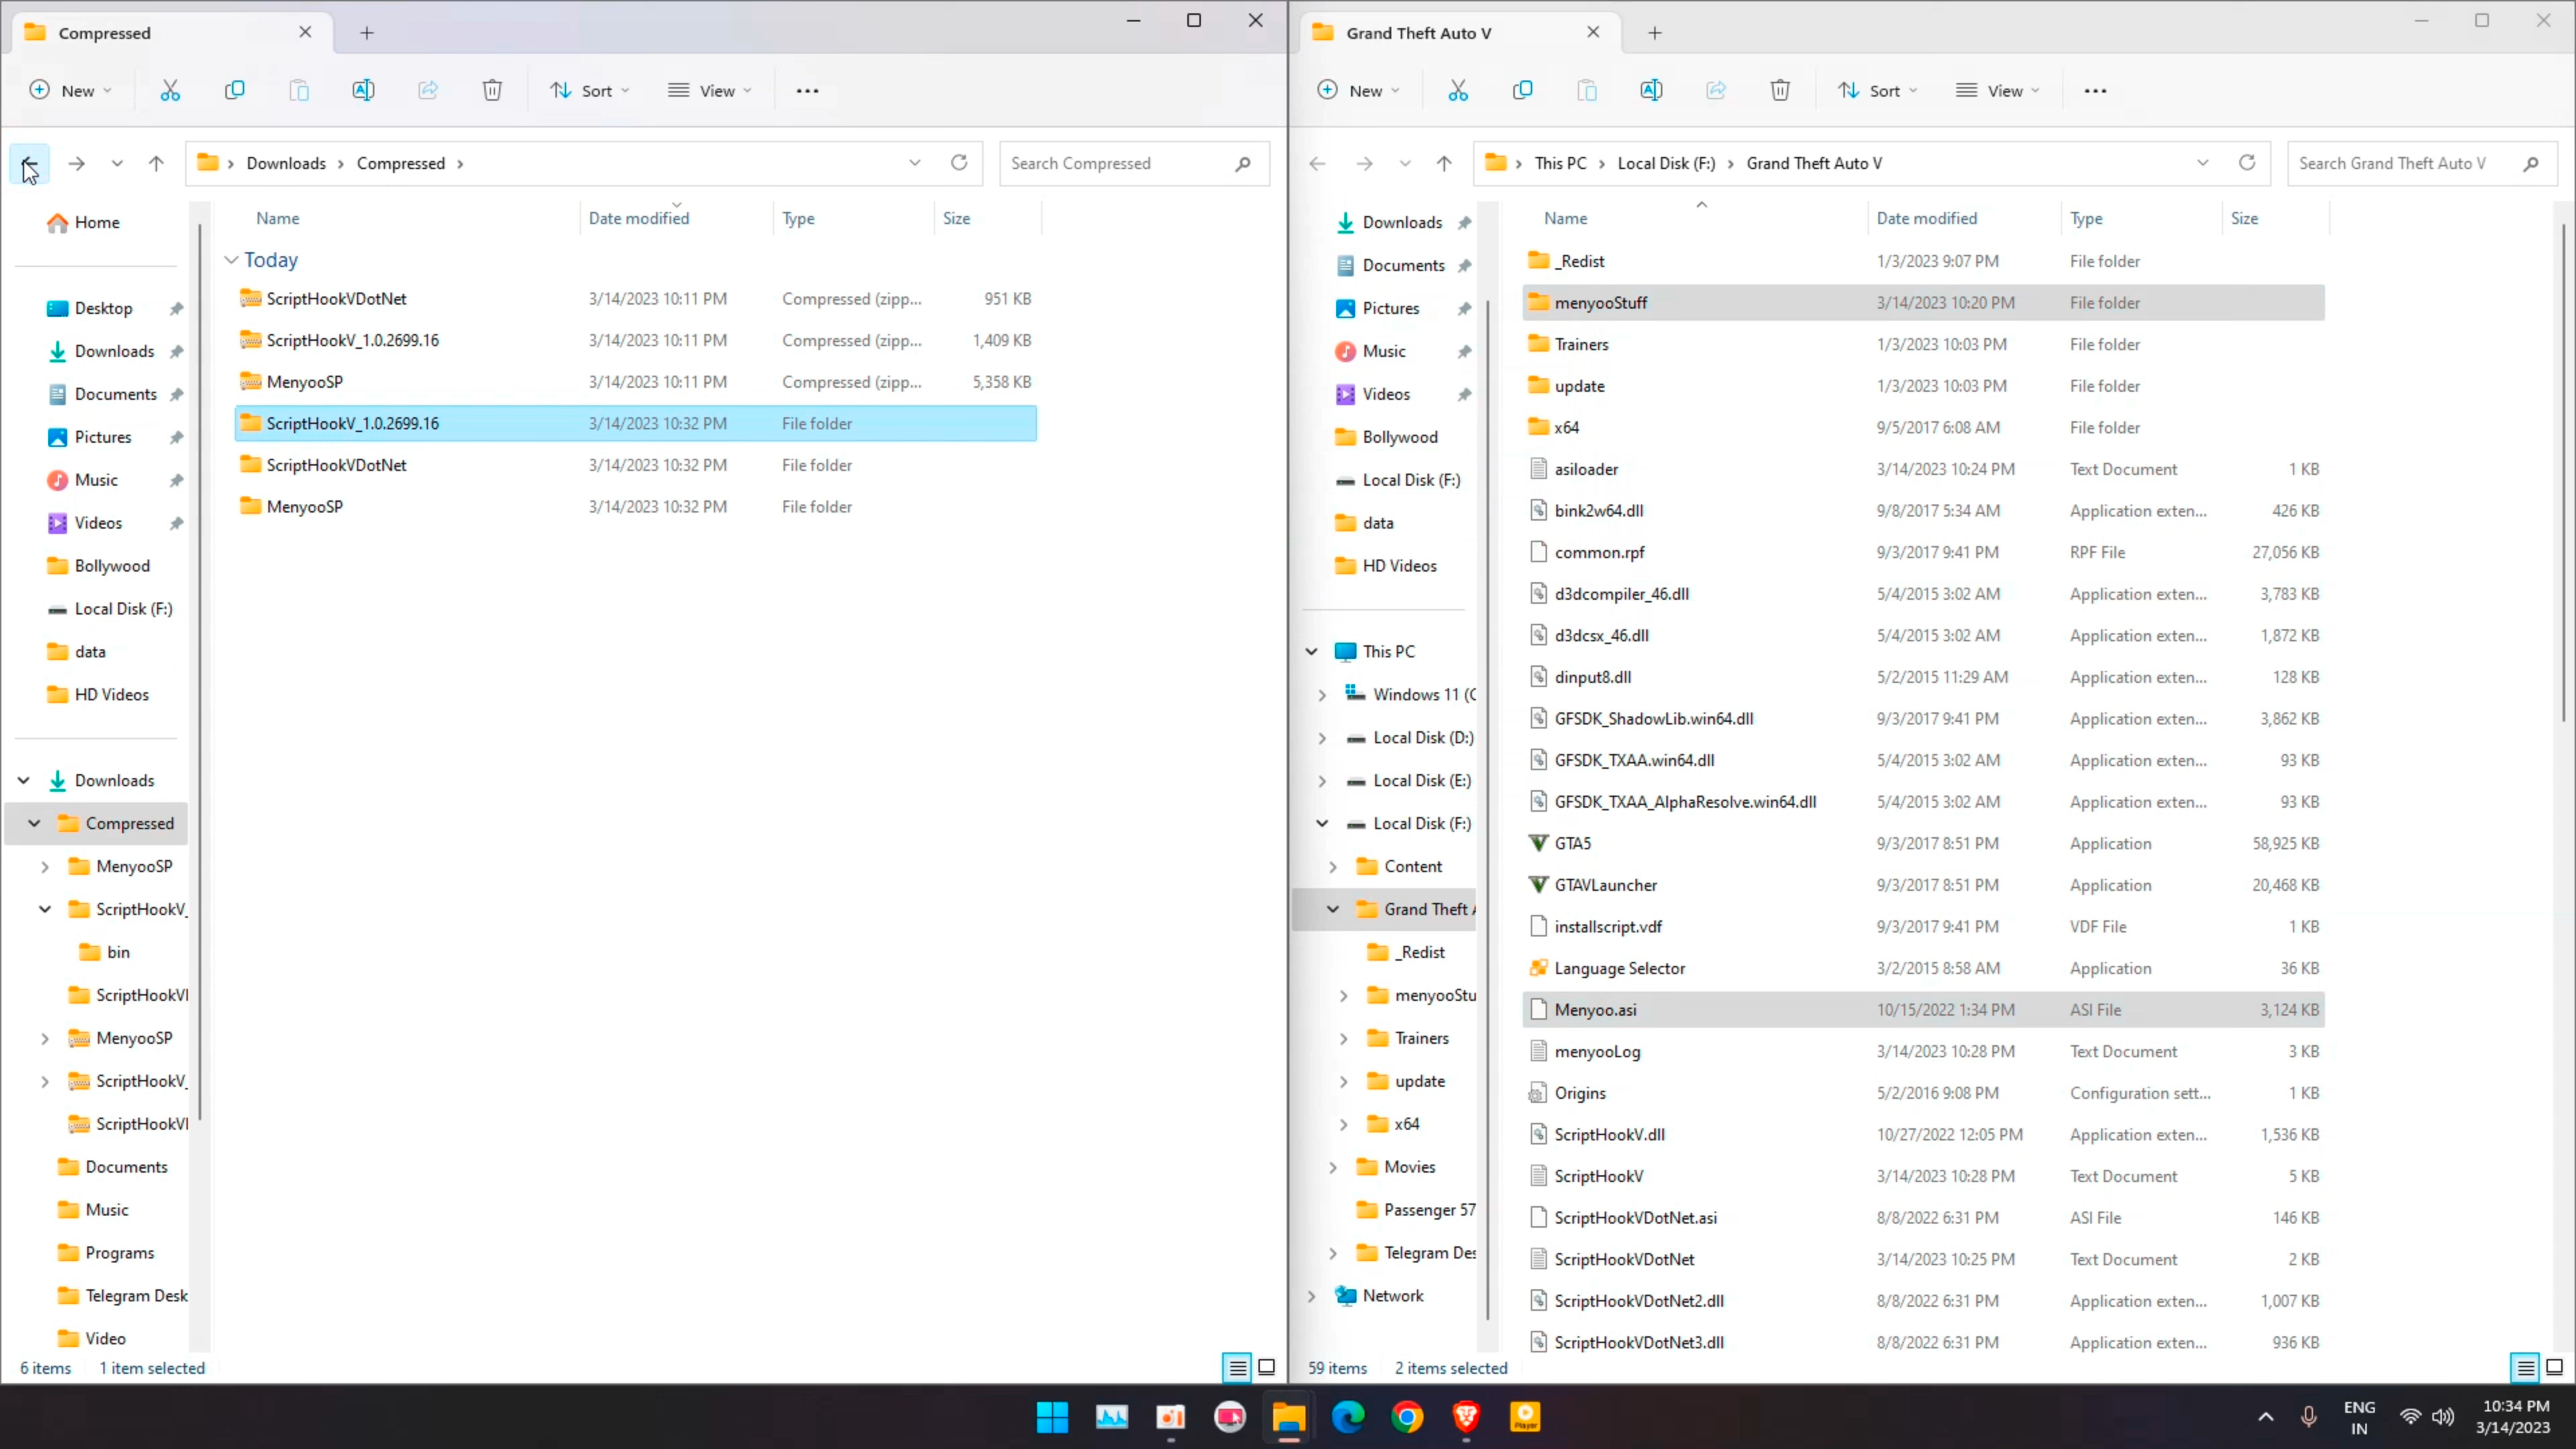 Compressed
New
Sort
View
Downloads
Compressed
Search Compressed
Name
Date modified
Type
Size
Today
ScriptHookVDotNet 3/14/2023 10:11 PM Compressed (zipp... 951 KB
ScriptHookV_1.0.2699.16 3/14/2023 10:11 PM Compressed (zipp... 1,409 KB
MenyooSP 3/14/2023 10:11 PM Compressed (zipp... 5,358 KB
ScriptHookV_1.0.2699.16 3/14/2023 10:32 PM File folder
ScriptHookVDotNet 3/14/2023 10:32 PM File folder
MenyooSP 3/14/2023 10:32 PM File folder
Home
Desktop
Downloads
Documents
Pictures
Music
Videos
Bollywood
Local Disk (F:)
data
HD Videos
Downloads
Compressed
MenyooSP
ScriptHookV_
bin
ScriptHookVI
MenyooSP
ScriptHookV_
ScriptHookVI
Documents
Music
Programs
Telegram Desk
Video
6 items 1 item selected
Grand Theft Auto V
New
Sort
View
This PC
Local Disk (F:)
Grand Theft Auto V
Search Grand Theft Auto V
Downloads
Documents
Pictures
Music
Videos
Bollywood
Local Disk (F:)
data
HD Videos
This PC
Windows 11 (C
Local Disk (D:)
Local Disk (E:)
Local Disk (F:)
Content
Grand Theft A
_Redist
menyooStu
Trainers
update
x64
Movies
Passenger 57
Telegram Des
Network
Name
Date modified
Type
Size
_Redist 1/3/2023 9:07 PM File folder
menyooStuff 3/14/2023 10:20 PM File folder
Trainers 1/3/2023 10:03 PM File folder
update 1/3/2023 10:03 PM File folder
x64 9/5/2017 6:08 AM File folder
asiloader 3/14/2023 10:24 PM Text Document 1 KB
bink2w64.dll 9/8/2017 5:34 AM Application exten... 426 KB
common.rpf 9/3/2017 9:41 PM RPF File 27,056 KB
d3dcompiler_46.dll 5/4/2015 3:02 AM Application exten... 3,783 KB
d3dcsx_46.dll 5/4/2015 3:02 AM Application exten... 1,872 KB
dinput8.dll 5/2/2015 11:29 AM Application exten... 128 KB
GFSDK_ShadowLib.win64.dll 9/3/2017 9:41 PM Application exten... 3,862 KB
GFSDK_TXAA.win64.dll 5/4/2015 3:02 AM Application exten... 93 KB
GFSDK_TXAA_AlphaResolve.win64.dll 5/4/2015 3:02 AM Application exten... 93 KB
GTA5 9/3/2017 8:51 PM Application 58,925 KB
GTAVLauncher 9/3/2017 8:51 PM Application 20,468 KB
installscript.vdf 9/3/2017 9:41 PM VDF File 1 KB
Language Selector 3/2/2015 8:58 AM Application 36 KB
Menyoo.asi 10/15/2022 1:34 PM ASI File 3,124 KB
menyooLog 3/14/2023 10:28 PM Text Document 3 KB
Origins 5/2/2016 9:08 PM Configuration sett... 1 KB
ScriptHookV.dll 10/27/2022 12:05 PM Application exten... 1,536 KB
ScriptHookV 3/14/2023 10:28 PM Text Document 5 KB
ScriptHookVDotNet.asi 8/8/2022 6:31 PM ASI File 146 KB
ScriptHookVDotNet 3/14/2023 10:25 PM Text Document 2 KB
ScriptHookVDotNet2.dll 8/8/2022 6:31 PM Application exten... 1,007 KB
ScriptHookVDotNet3.dll 8/8/2022 6:31 PM Application exten... 936 KB
59 items 2 items selected
Player
ENG
IN
10:34 PM
3/14/2023